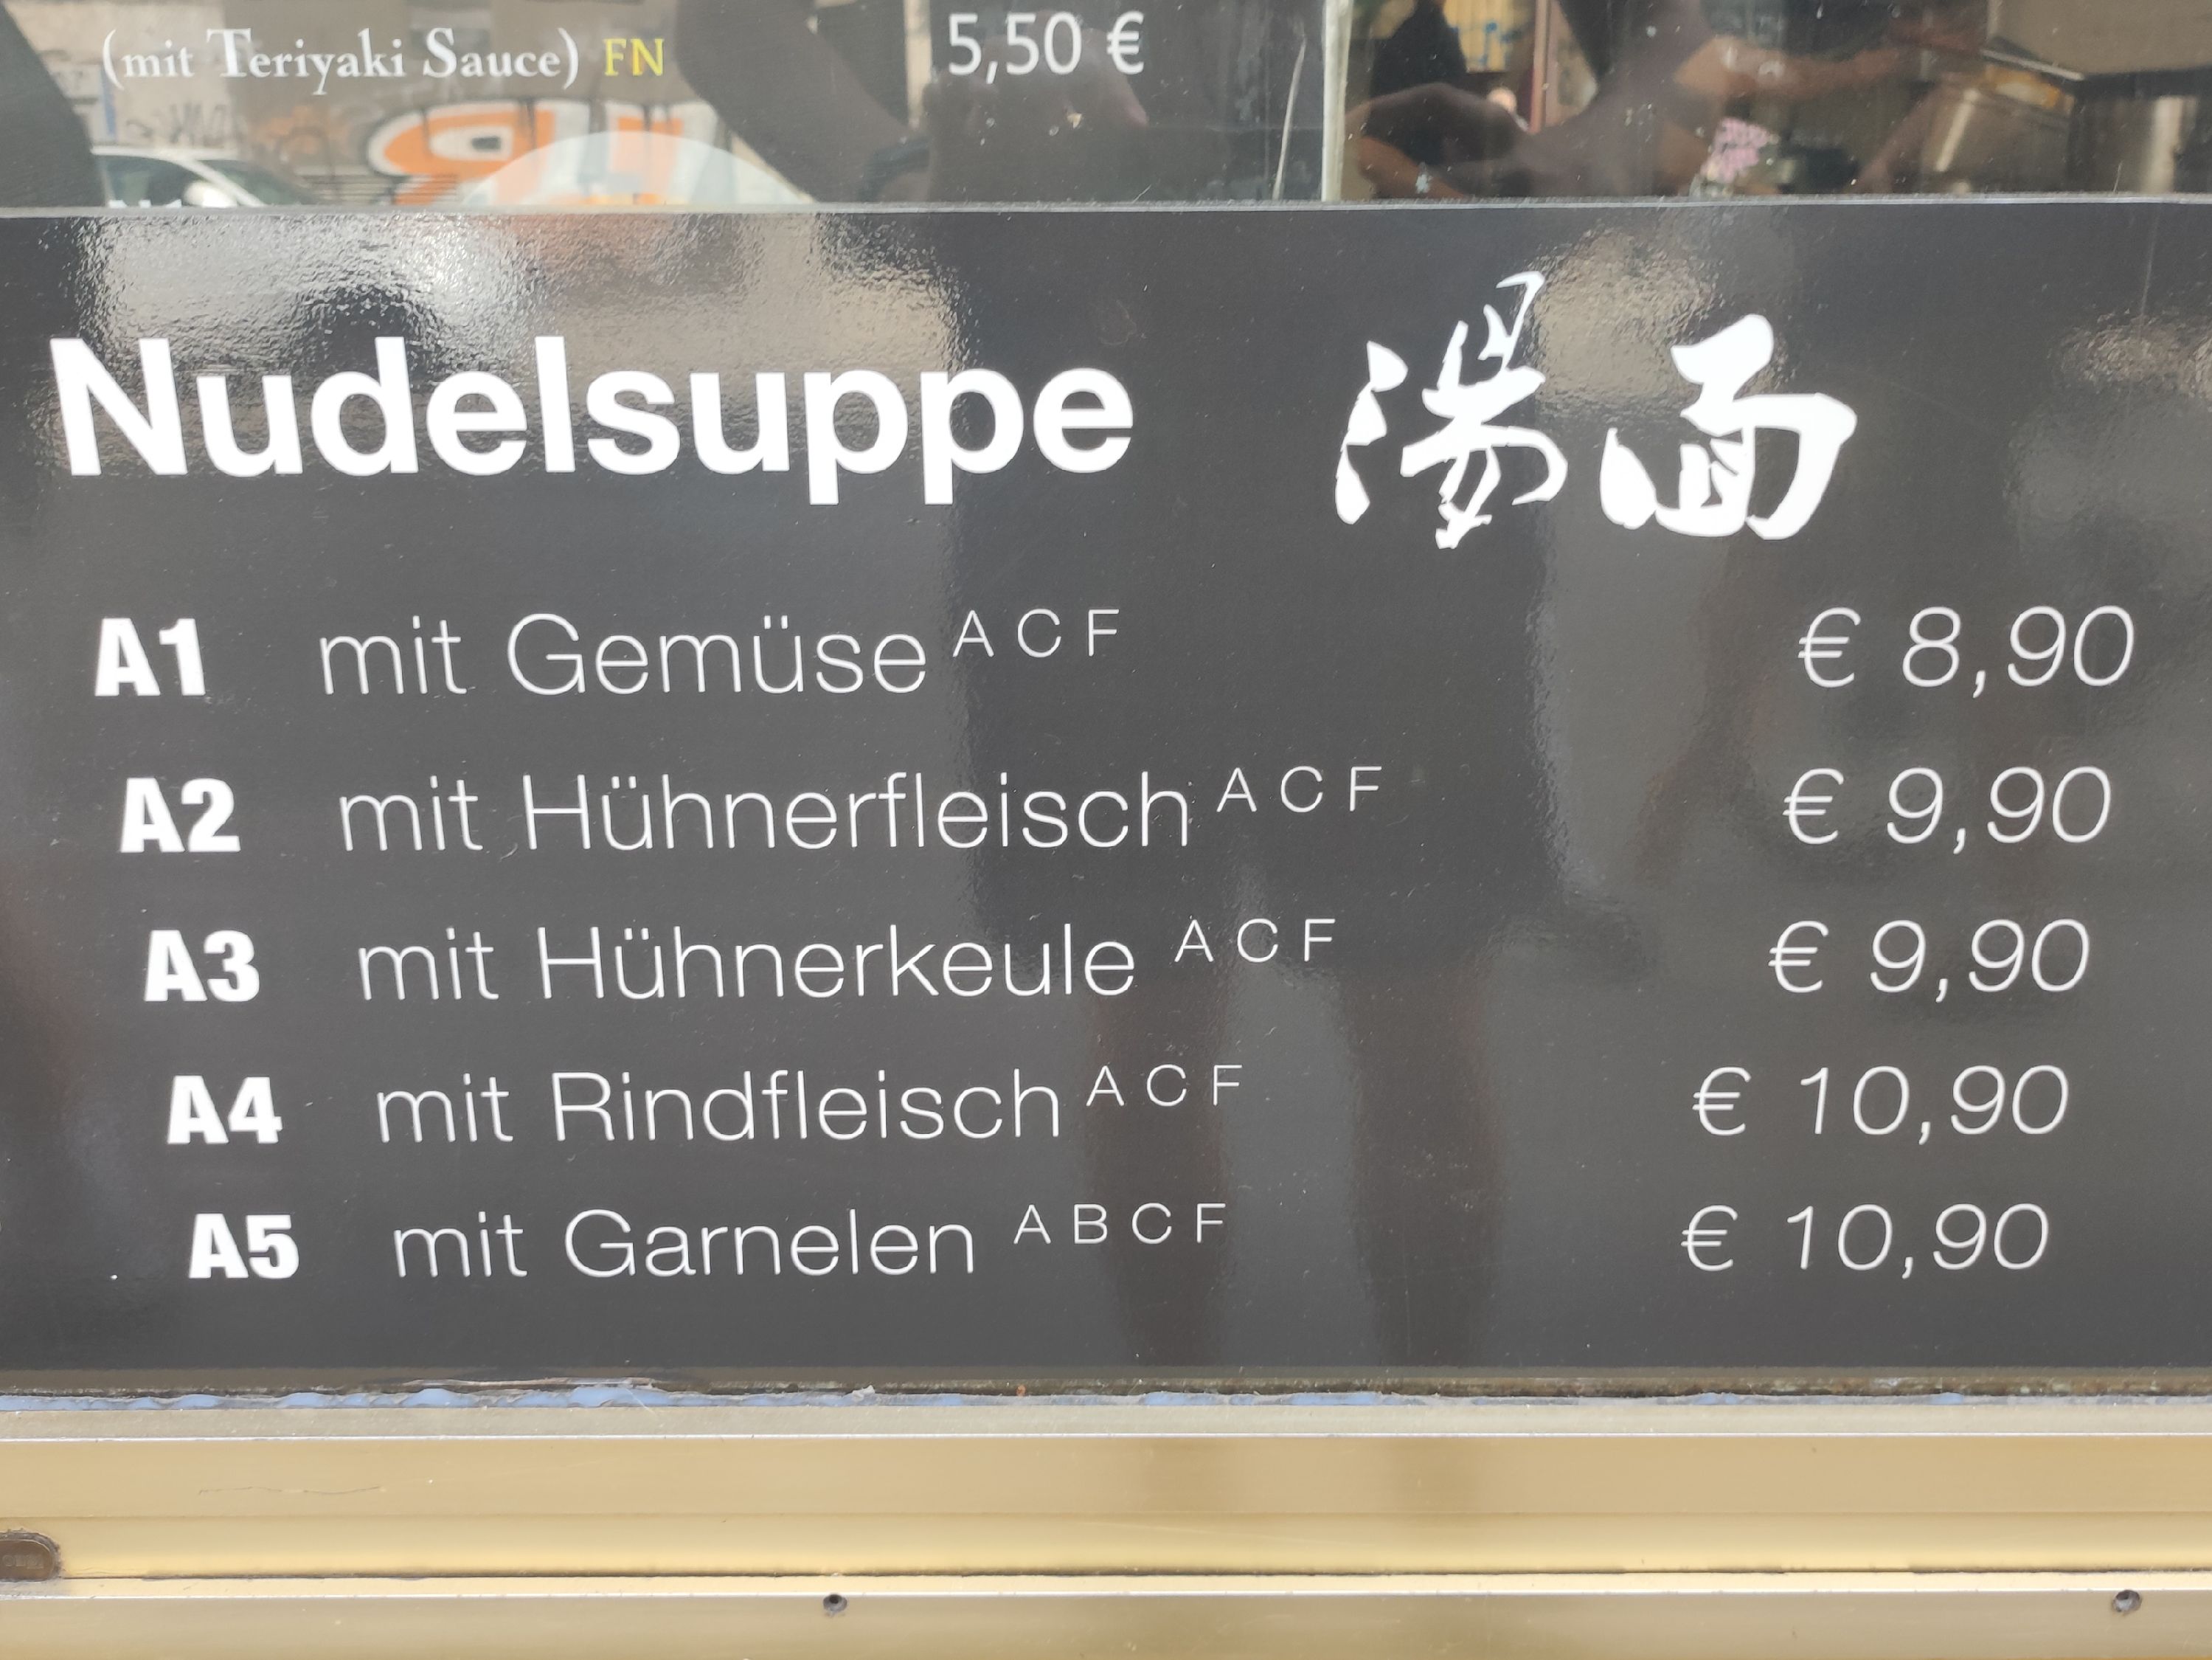 (mit Teriyaki Sauce) FN 5,50 €
Nudelsuppe 湯面
A1 mit Gemüse A C F € 8,90
A2 mit Hühnerfleisch A C F € 9,90
A3 mit Hühnerkeule A C F € 9,90
A4 mit Rindfleisch A C F € 10,90
A5 mit Garnelen A B C F € 10,90